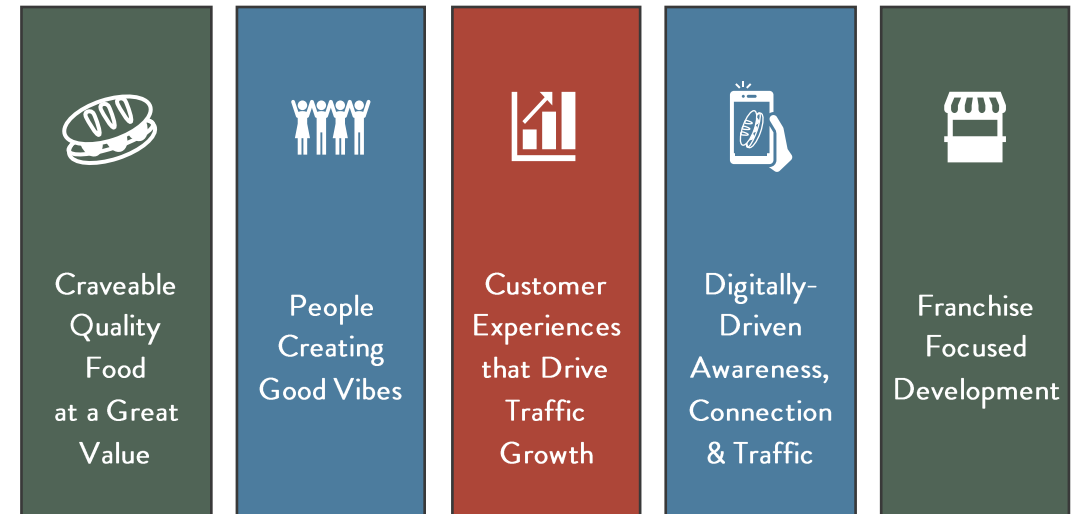 Craveable
Quality
Food
at a Great
Value
People
Creating
Good Vibes
Customer
Experiences
that Drive
Traffic
Growth
Digitally-
Driven
Awareness,
Connection
& Traffic
Franchise
Focused
Development